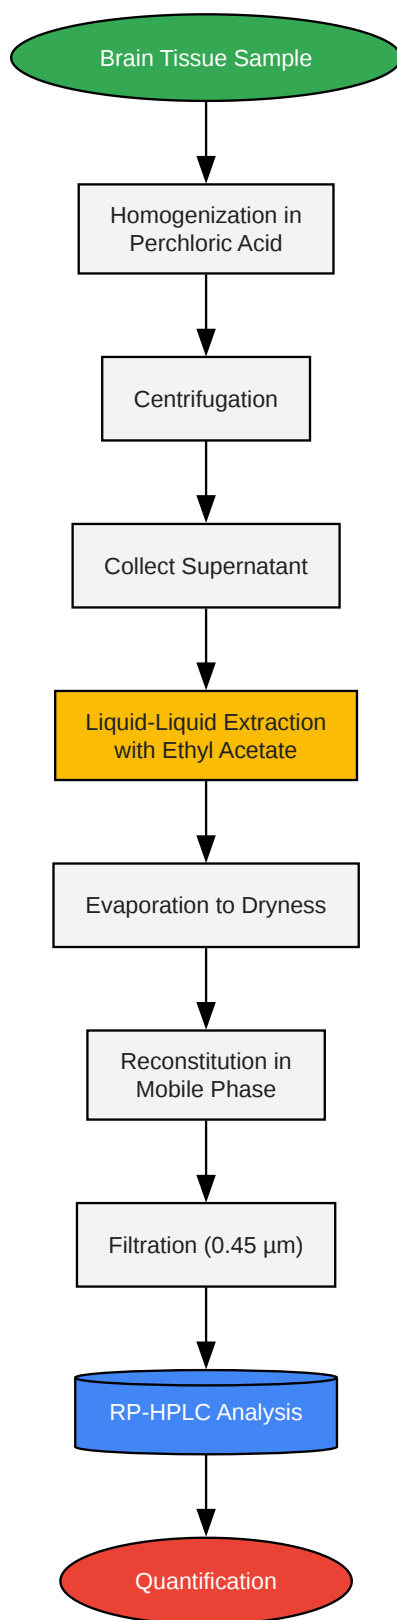 Brain Tissue Sample
Homogenization in
Perchloric Acid
Centrifugation
Collect Supernatant
Liquid-Liquid Extraction
with Ethyl Acetate
Evaporation to Dryness
Reconstitution in
Mobile Phase
Filtration (0.45 µm)
RP-HPLC Analysis
Quantification